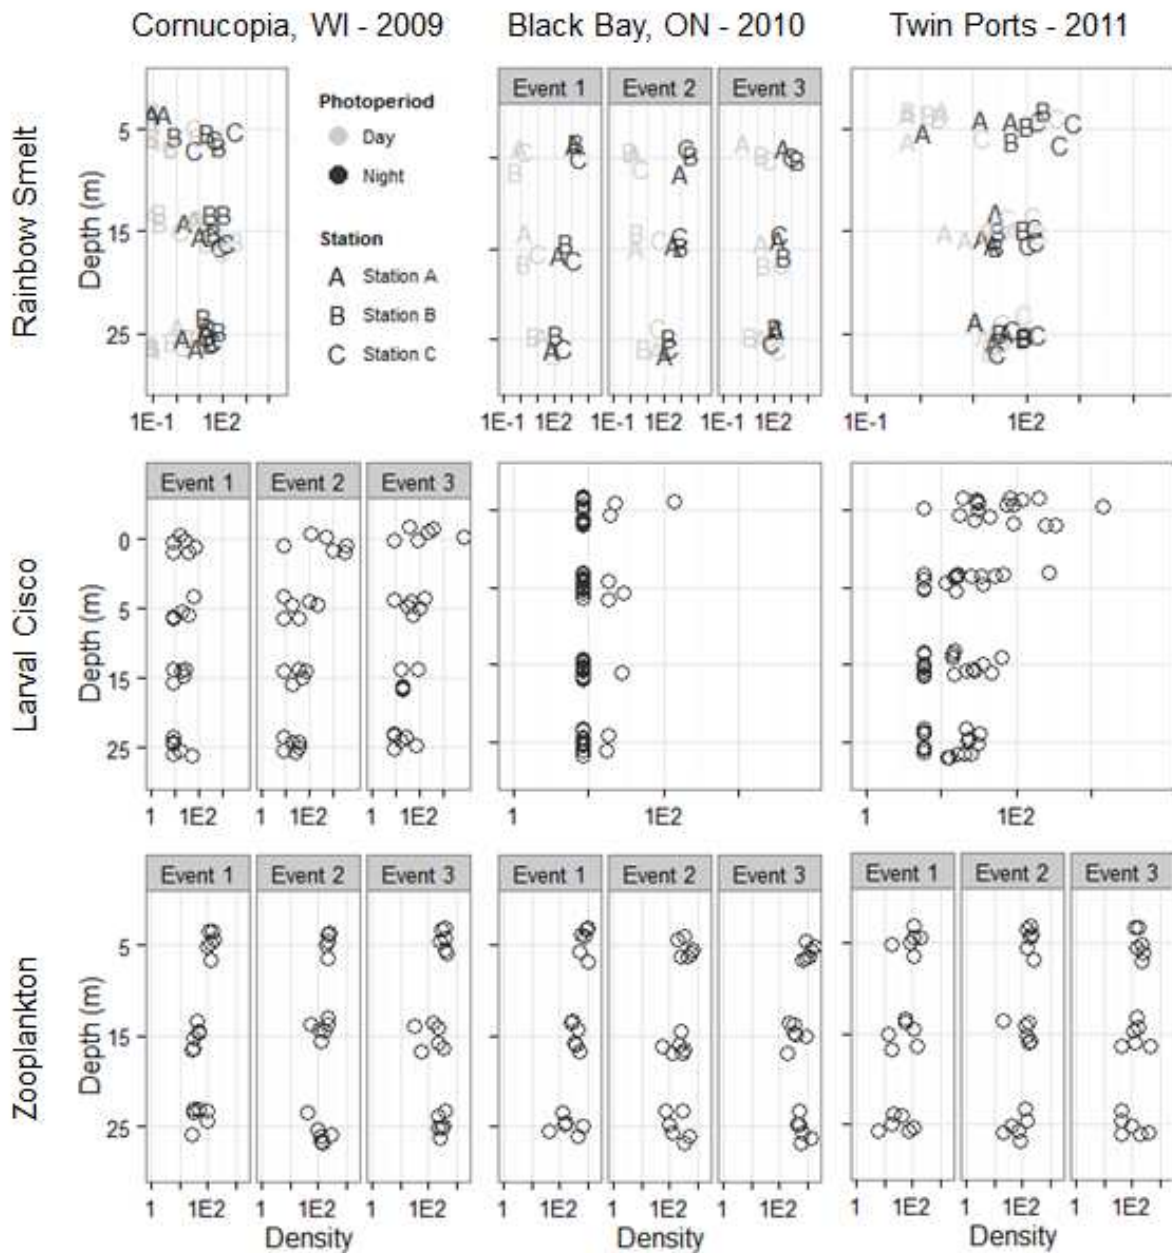 Cornucopia, WI - 2009 Black Bay, ON - 2010 Twin Ports - 2011
Rainbow Smelt
Depth (m)
5
15
25
Photoperiod
Day
Night
Station
A Station A
B Station B
C Station C
Event 1 Event 2 Event 3
1E-1 1E2 1E-1 1E2 1E-1 1E2 1E-1 1E2 1E-1 1E2
Larval Cisco
Depth (m)
Event 1 Event 2 Event 3
0
5
15
25
1 1E2 1 1E2 1 1E2 1 1E2 1 1E2
Zooplankton
Depth (m)
Event 1 Event 2 Event 3 Event 1 Event 2 Event 3 Event 1 Event 2 Event 3
5
15
25
1 1E2 1 1E2 1 1E2 1 1E2 1 1E2 1 1E2 1 1E2 1 1E2 1 1E2
Density Density Density